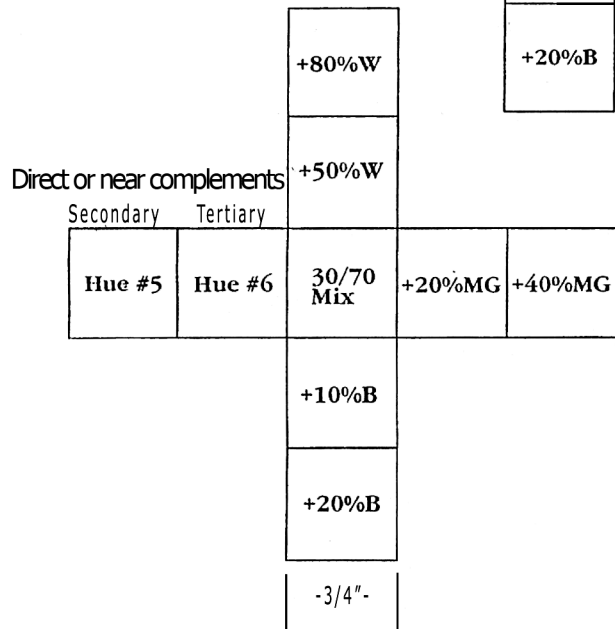 +20%B
+80%W
+50%W
Direct or near complements
Secondary Tertiary
Hue #5 Hue #6 30/70 +20%MG +40%MG
Mix
+10%B
+20%B
-3/4"-